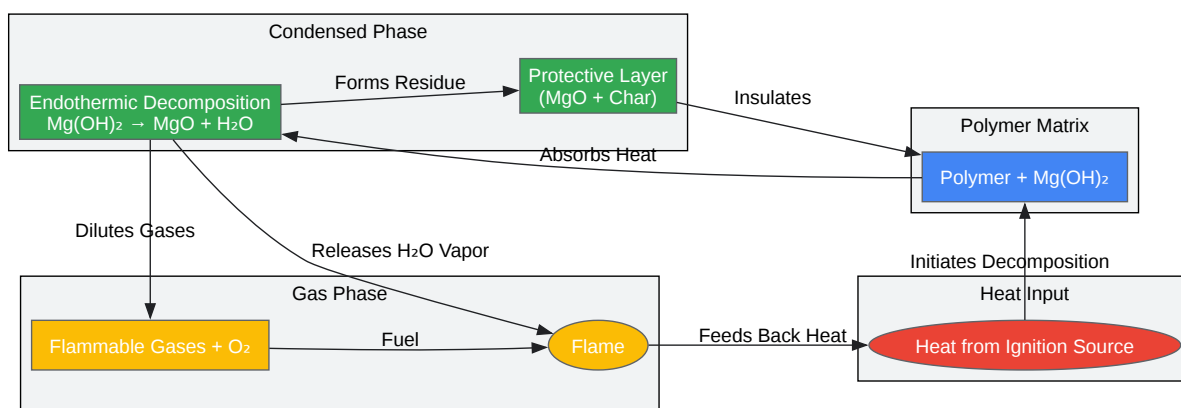 Condensed Phase
Forms Residue
Protective Layer
(MgO + Char)
Endothermic Decomposition
Mg(OH)₂ → MgO + H₂O
Insulates
Polymer Matrix
Absorbs Heat
Polymer + Mg(OH)₂
Dilutes Gases
Releases H₂O Vapor
Initiates Decomposition
Gas Phase
Heat Input
Flammable Gases + O₂
Fuel
Flame
Feeds Back Heat
Heat from Ignition Source